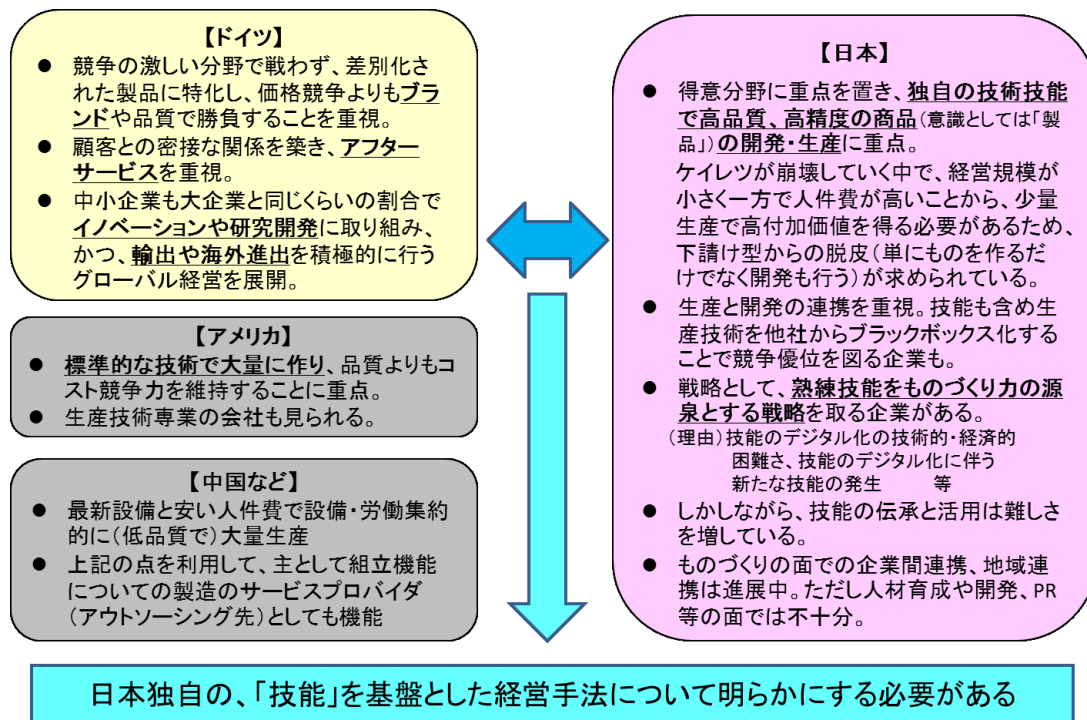 【ドイツ】
● 競争の激しい分野で戦わず、差別化さ
れた製品に特化し、価格競争よりもブラ
ンドや品質で勝負することを重視。
● 顧客との密接な関係を築き、アフター
サービスを重視。
● 中小企業も大企業と同じくらいの割合で
イノベーションや研究開発に取り組み、
かつ、輸出や海外進出を積極的に行う
グローバル経営を展開。
【アメリカ】
● 標準的な技術で大量に作り、品質よりもコ
スト競争力を維持することに重点。
● 生産技術専業の会社も見られる。
【中国など】
● 最新設備と安い人件費で設備・労働集約
的に(低品質で)大量生産
● 上記の点を利用して、主として組立機能
についての製造のサービスプロバイダ
(アウトソーシング先)としても機能
【日本】
● 得意分野に重点を置き、独自の技術技能
で高品質、高精度の商品(意識としては「製
品」)の開発・生産に重点。
ケイレツが崩壊していく中で、経営規模が
小さく一方で人件費が高いことから、少量
生産で高付加価値を得る必要があるため、
下請け型からの脱皮(単にものを作るだ
けでなく開発も行う)が求められている。
● 生産と開発の連携を重視。技能も含め生
産技術を他社からブラックボックス化する
ことで競争優位を図る企業も。
● 戦略として、熟練技能をものづくり力の源
泉とする戦略を取る企業がある。
(理由)技能のデジタル化の技術的・経済的
困難さ、技能のデジタル化に伴う
新たな技能の発生 等
● しかしながら、技能の伝承と活用は難しさ
を増している。
● ものづくりの面での企業間連携、地域連
携は進展中。ただし人材育成や開発、PR
等の面では不十分。
日本独自の、「技能」を基盤とした経営手法について明らかにする必要がある